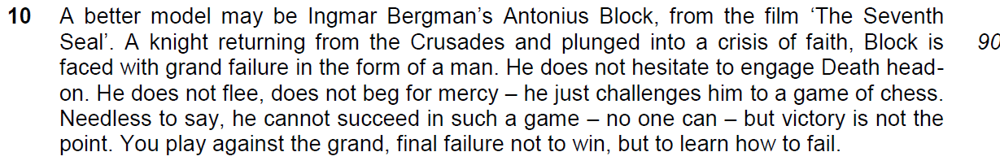 10 A better model may be Ingmar Bergman’s Antonius Block, from the film ‘The Seventh
Seal’. A knight returning from the Crusades and plunged into a crisis of faith, Block is 90
faced with grand failure in the form of a man. He does not hesitate to engage Death head-
on. He does not flee, does not beg for mercy – he just challenges him to a game of chess.
Needless to say, he cannot succeed in such a game – no one can – but victory is not the
point. You play against the grand, final failure not to win, but to learn how to fail.